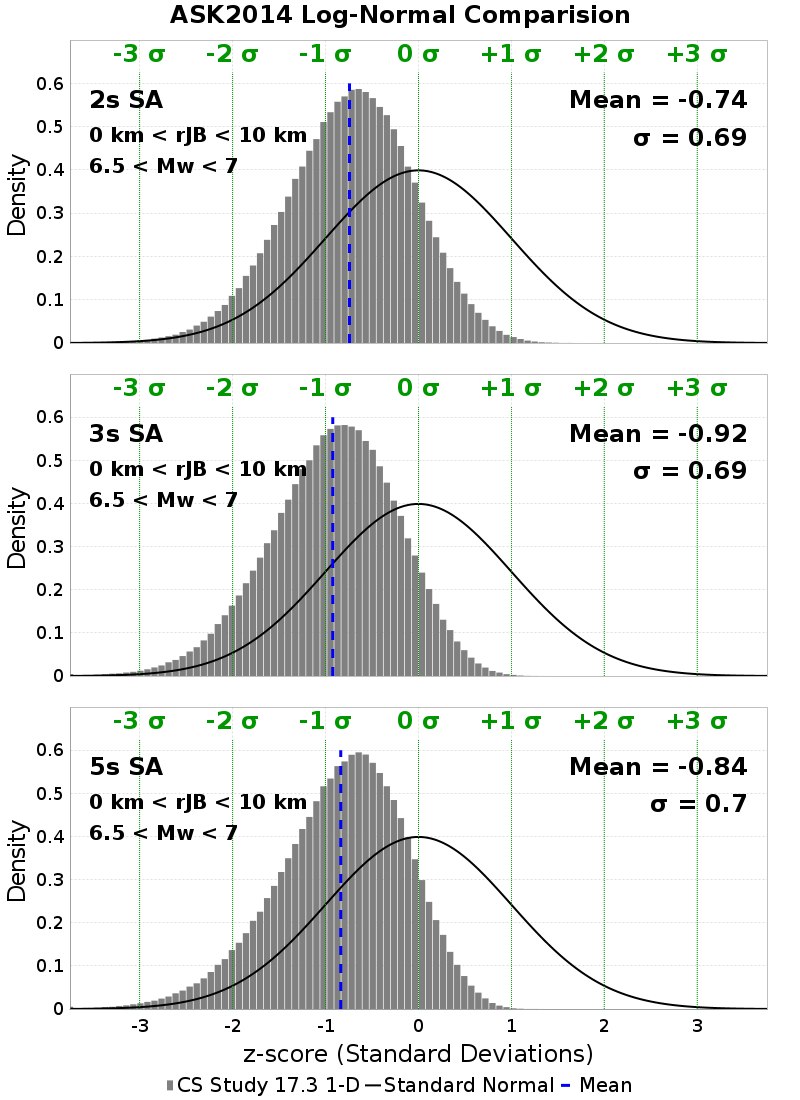 ASK2014 Log-Normal Comparision
-3 σ -2 σ -1 σ 0 σ +1 σ +2 σ +3 σ
0.6
2s SA Mean = -0.74
0.5
0 km < rJB < 10 km σ = 0.69
6.5 < Mw < 7
0.4
0.3
0.2
0.1
0
Density
-3 σ -2 σ -1 σ 0 σ +1 σ +2 σ +3 σ
0.6
3s SA Mean = -0.92
0.5
0 km < rJB < 10 km σ = 0.69
6.5 < Mw < 7
0.4
0.3
0.2
0.1
0
Density
-3 σ -2 σ -1 σ 0 σ +1 σ +2 σ +3 σ
0.6
5s SA Mean = -0.84
0.5
0 km < rJB < 10 km σ = 0.7
6.5 < Mw < 7
0.4
0.3
0.2
0.1
0
Density
-3 -2 -1 0 1 2 3
z-score (Standard Deviations)
CS Study 17.3 1-D Standard Normal Mean